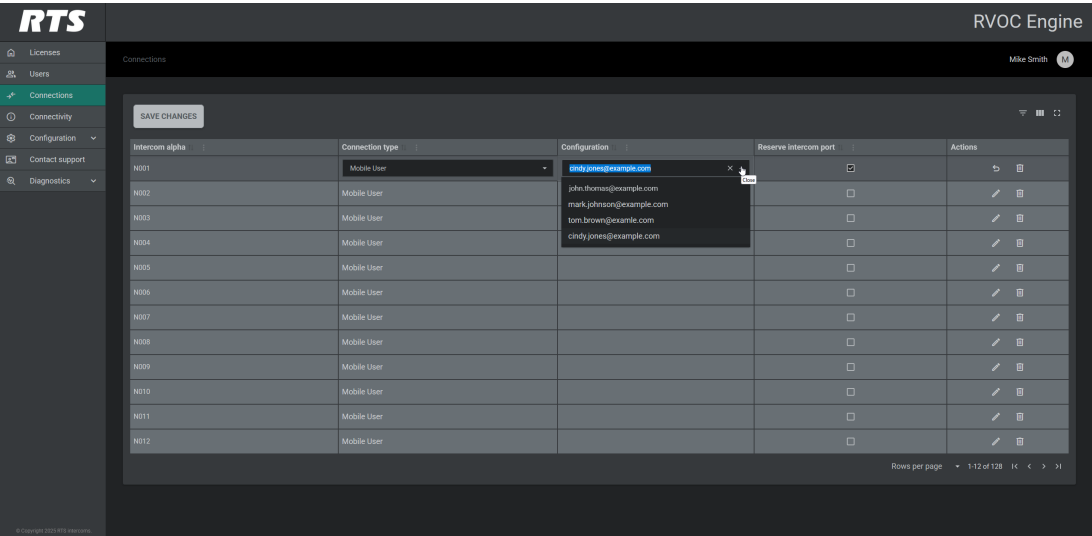 RTS
RVOC Engine
Licenses
Users
Connections
Connectivity
Configuration
Contact support
Diagnostics
Connections
Mike Smith M
SAVE CHANGES
Intercom alpha Connection type Configuration Reserve intercom port Actions
N001 Mobile User cindy.jones@example.com
Close
john.thomas@example.com
mark.johnson@example.com
tom.brown@examle.com
cindy.jones@example.com
N002 Mobile User
N003 Mobile User
N004 Mobile User
N005 Mobile User
N006 Mobile User
N007 Mobile User
N008 Mobile User
N009 Mobile User
N010 Mobile User
N011 Mobile User
N012 Mobile User
Rows per page 1-12 of 128
© Copyright 2023 RTS Intercoms